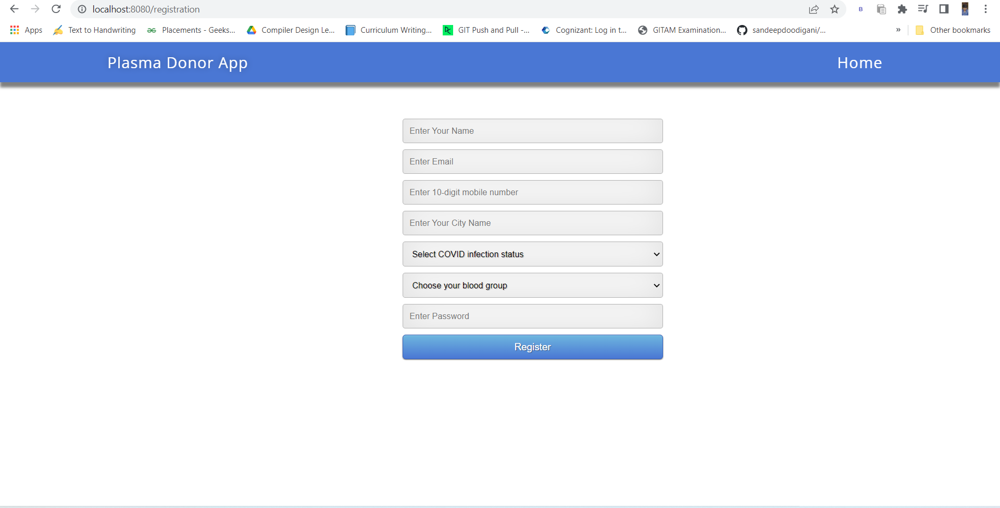 localhost:8080/registration
B
Apps Text to Handwriting Placements - Geeks... Compiler Design Le... Curriculum Writing... GIT Push and Pull -... Cognizant: Log in t... GITAM Examination... sandeepdoodigani/... » Other bookmarks
Plasma Donor App Home
Enter Your Name
Enter Email
Enter 10-digit mobile number
Enter Your City Name
Select COVID infection status
Choose your blood group
Enter Password
Register